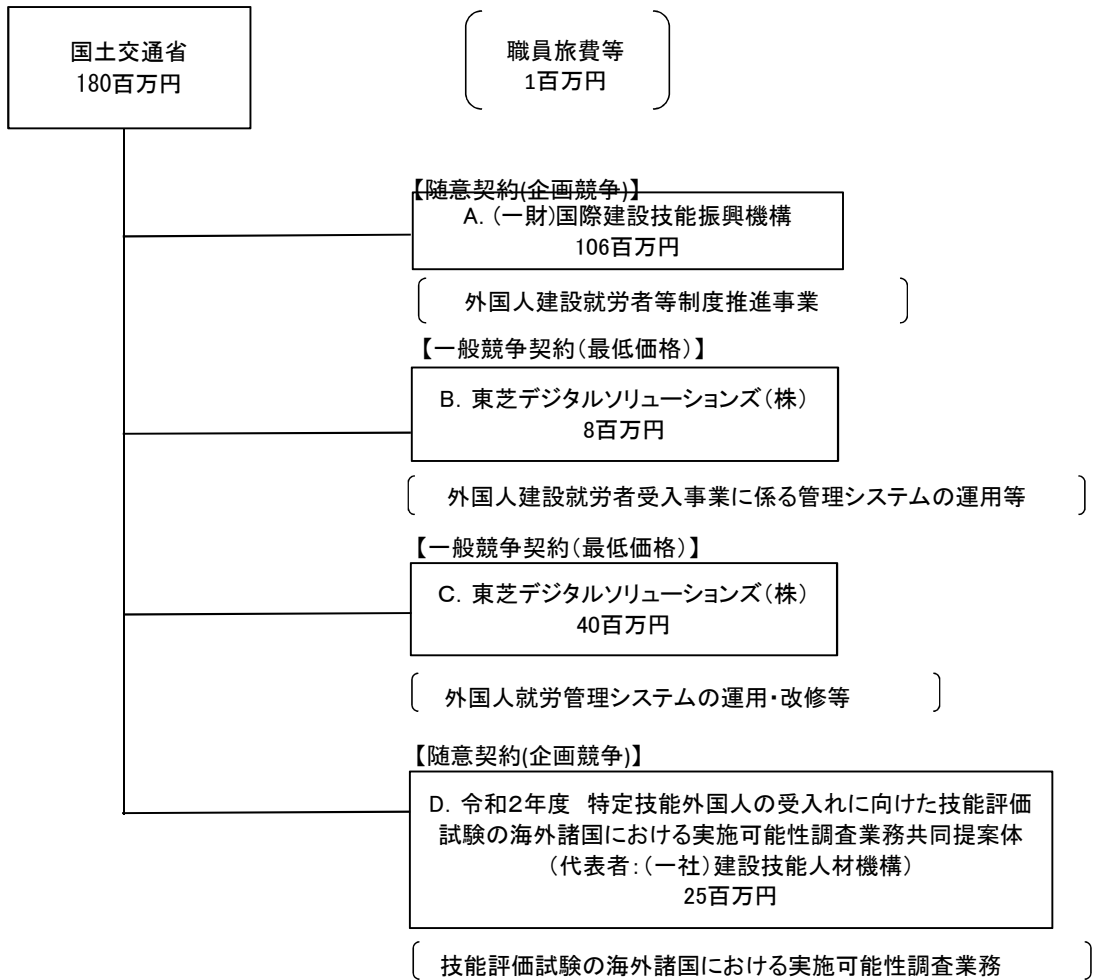 国土交通省
180百万円
職員旅費等
1百万円
【随意契約(企画競争)】
A. (一財)国際建設技能振興機構
106百万円
外国人建設就労者等制度推進事業
【一般競争契約(最低価格)】
B. 東芝デジタルソリューションズ(株)
8百万円
外国人建設就労者受入事業に係る管理システムの運用等
【一般競争契約(最低価格)】
C. 東芝デジタルソリューションズ(株)
40百万円
外国人就労管理システムの運用・改修等
【随意契約(企画競争)】
D. 令和2年度 特定技能外国人の受入れに向けた技能評価
試験の海外諸国における実施可能性調査業務共同提案体
(代表者:(一社)建設技能人材機構)
25百万円
技能評価試験の海外諸国における実施可能性調査業務